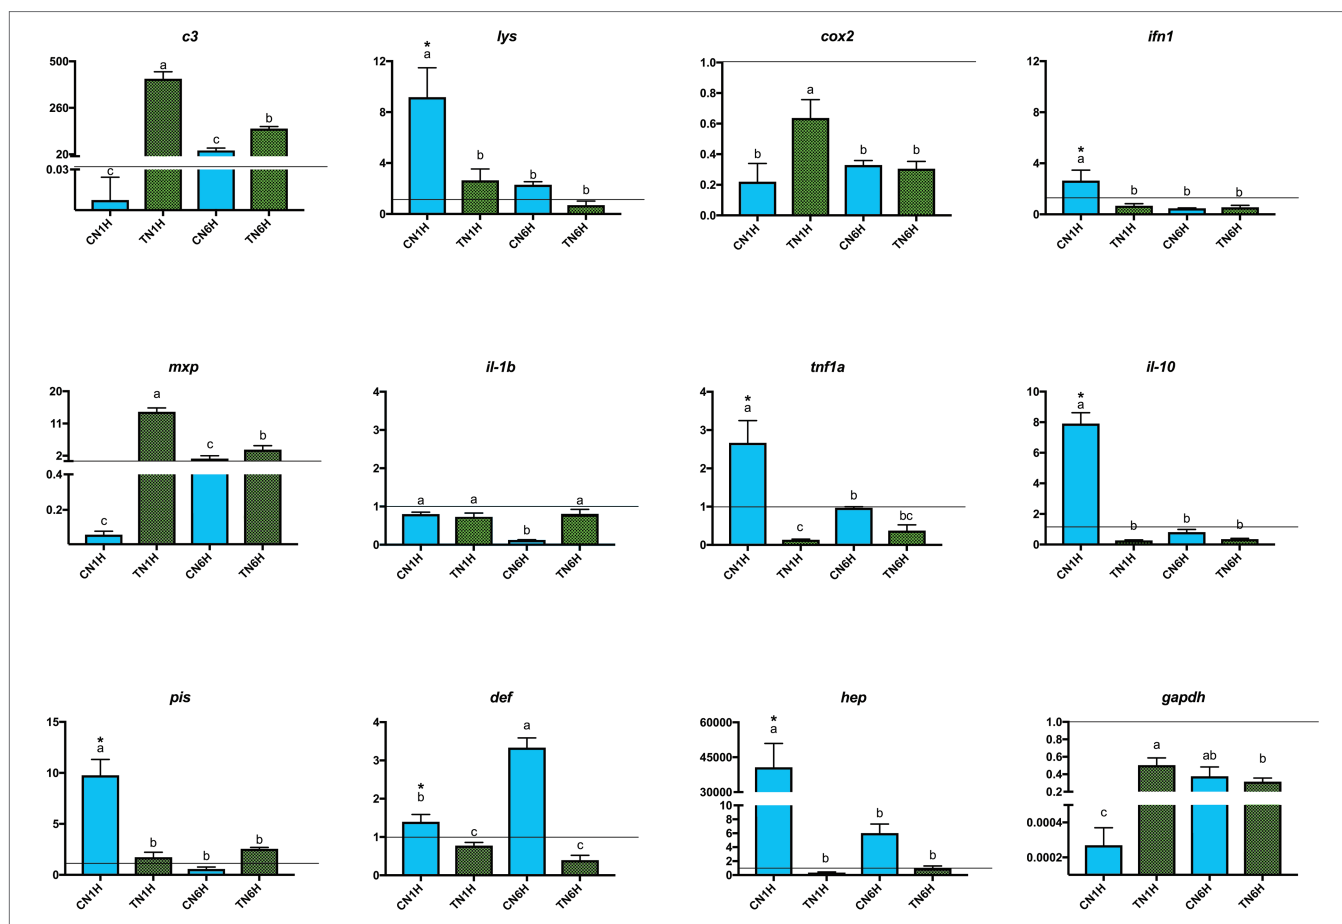 c3
500
260
20
0.03
a
b
c
c
CN1H
TN1H
CN6H
TN6H
lys
12
8
4
0
*
a
b
b
b
CN1H
TN1H
CN6H
TN6H
cox2
1.0
0.8
0.6
0.4
0.2
0.0
b
a
b
b
CN1H
TN1H
CN6H
TN6H
ifn1
12
8
4
0
*
a
b
b
b
CN1H
TN1H
CN6H
TN6H
mxp
20
11
2
0.4
0.2
c
a
c
b
CN1H
TN1H
CN6H
TN6H
il-1b
4
3
2
1
0
a
a
b
a
CN1H
TN1H
CN6H
TN6H
tnf1a
4
3
2
1
0
*
a
c
b
bc
CN1H
TN1H
CN6H
TN6H
il-10
10
8
6
4
2
0
*
a
b
b
b
CN1H
TN1H
CN6H
TN6H
pis
15
10
5
0
*
a
b
b
b
CN1H
TN1H
CN6H
TN6H
def
4
3
2
1
0
*
b
c
a
c
CN1H
TN1H
CN6H
TN6H
hep
60000
45000
30000
10
8
6
4
2
0
*
a
b
b
b
CN1H
TN1H
CN6H
TN6H
gapdh
1.0
0.8
0.6
0.4
0.2
0.0004
0.0002
c
a
ab
b
CN1H
TN1H
CN6H
TN6H